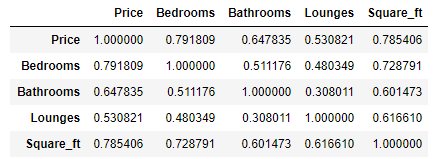 Price Bedrooms Bathrooms Lounges Square_ft
Price 1.000000 0.791809 0.647835 0.530821 0.785406
Bedrooms 0.791809 1.000000 0.511176 0.480349 0.728791
Bathrooms 0.647835 0.511176 1.000000 0.308011 0.601473
Lounges 0.530821 0.480349 0.308011 1.000000 0.616610
Square_ft 0.785406 0.728791 0.601473 0.616610 1.000000